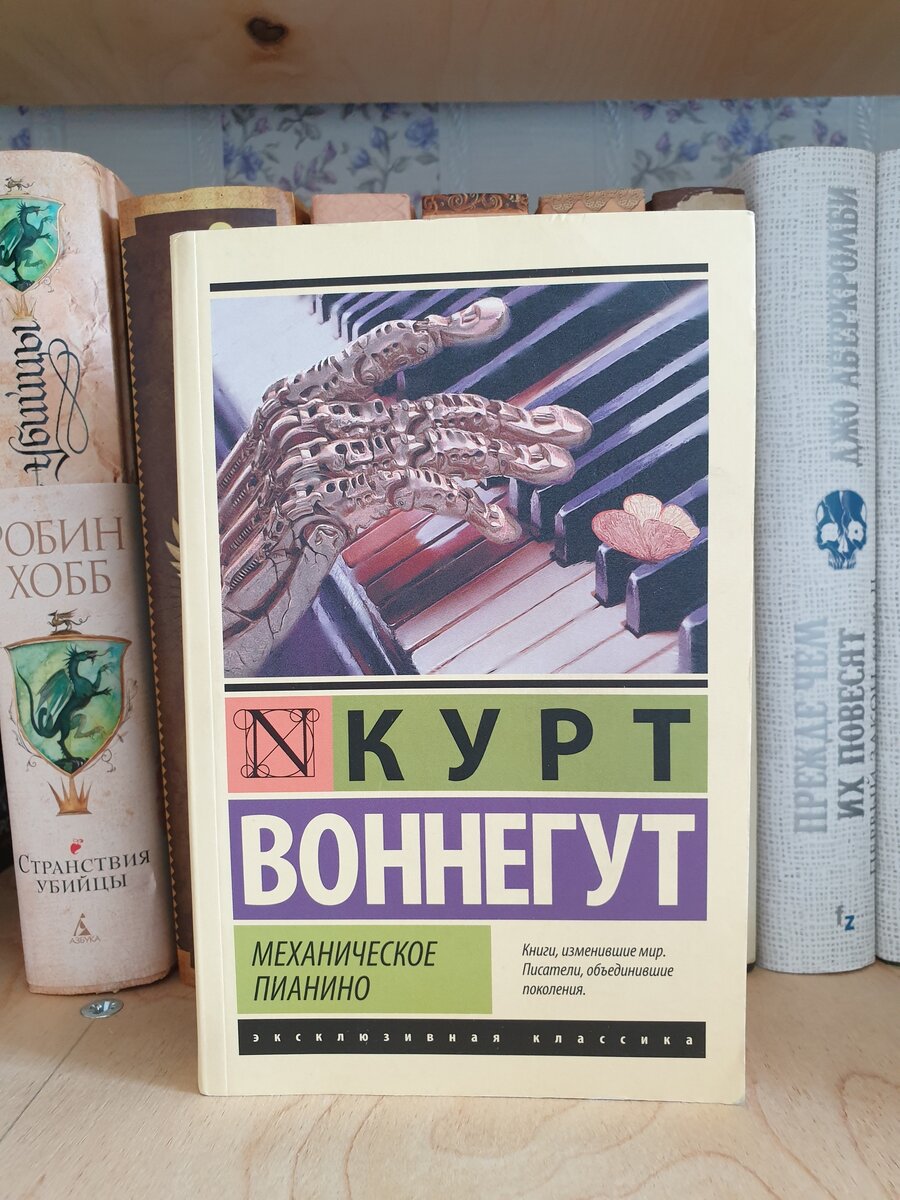 РОБИН
ХОББ
СТРАНСТВИЯ
УБИЙЦЫ
АЗБУКА
N КУРТ
ВОННЕГУТ
МЕХАНИЧЕСКОЕ
ПИАНИНО
Книги, изменившие мир.
Писатели, объединившие
поколения.
эксклюзивная классика
ДЖО АБЕРКРОМБИ
ПРЕЖДЕ ЧЕМ
ИХ ПОВЕСЯТ
fz